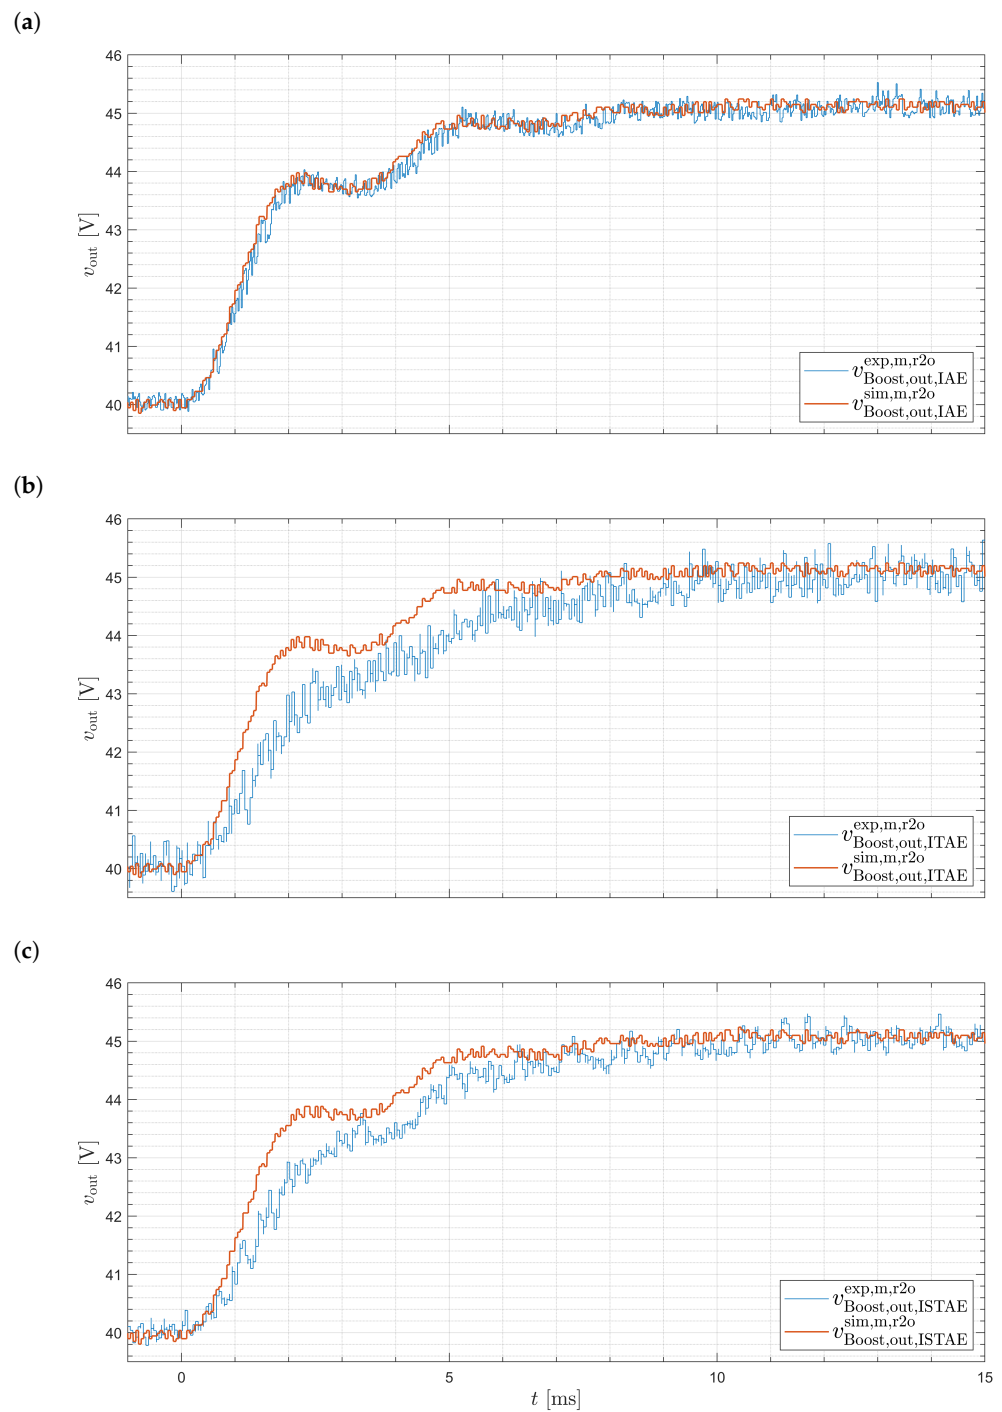 (a)
46
45
44
43
42
41
40
v_out [V]
v^exp,m,r2o_Boost,out,IAE
v^sim,m,r2o_Boost,out,IAE
(b)
46
45
44
43
42
41
40
v_out [V]
v^exp,m,r2o_Boost,out,ITAE
v^sim,m,r2o_Boost,out,ITAE
(c)
46
45
44
43
42
41
40
v_out [V]
v^exp,m,r2o_Boost,out,ISTAE
v^sim,m,r2o_Boost,out,ISTAE
0 5 10 15
t [ms]